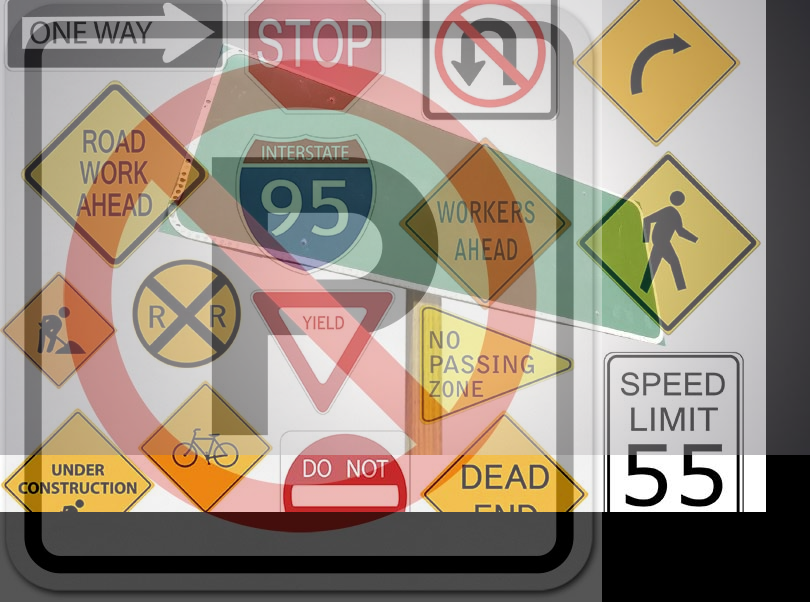 ONE WAY
STOP
ROAD
WORK
AHEAD
INTERSTATE
95
WORKERS
AHEAD
P
R R
YIELD
NO
PASSING
ZONE
SPEED
LIMIT
55
UNDER
CONSTRUCTION
DO NOT
DEAD
END